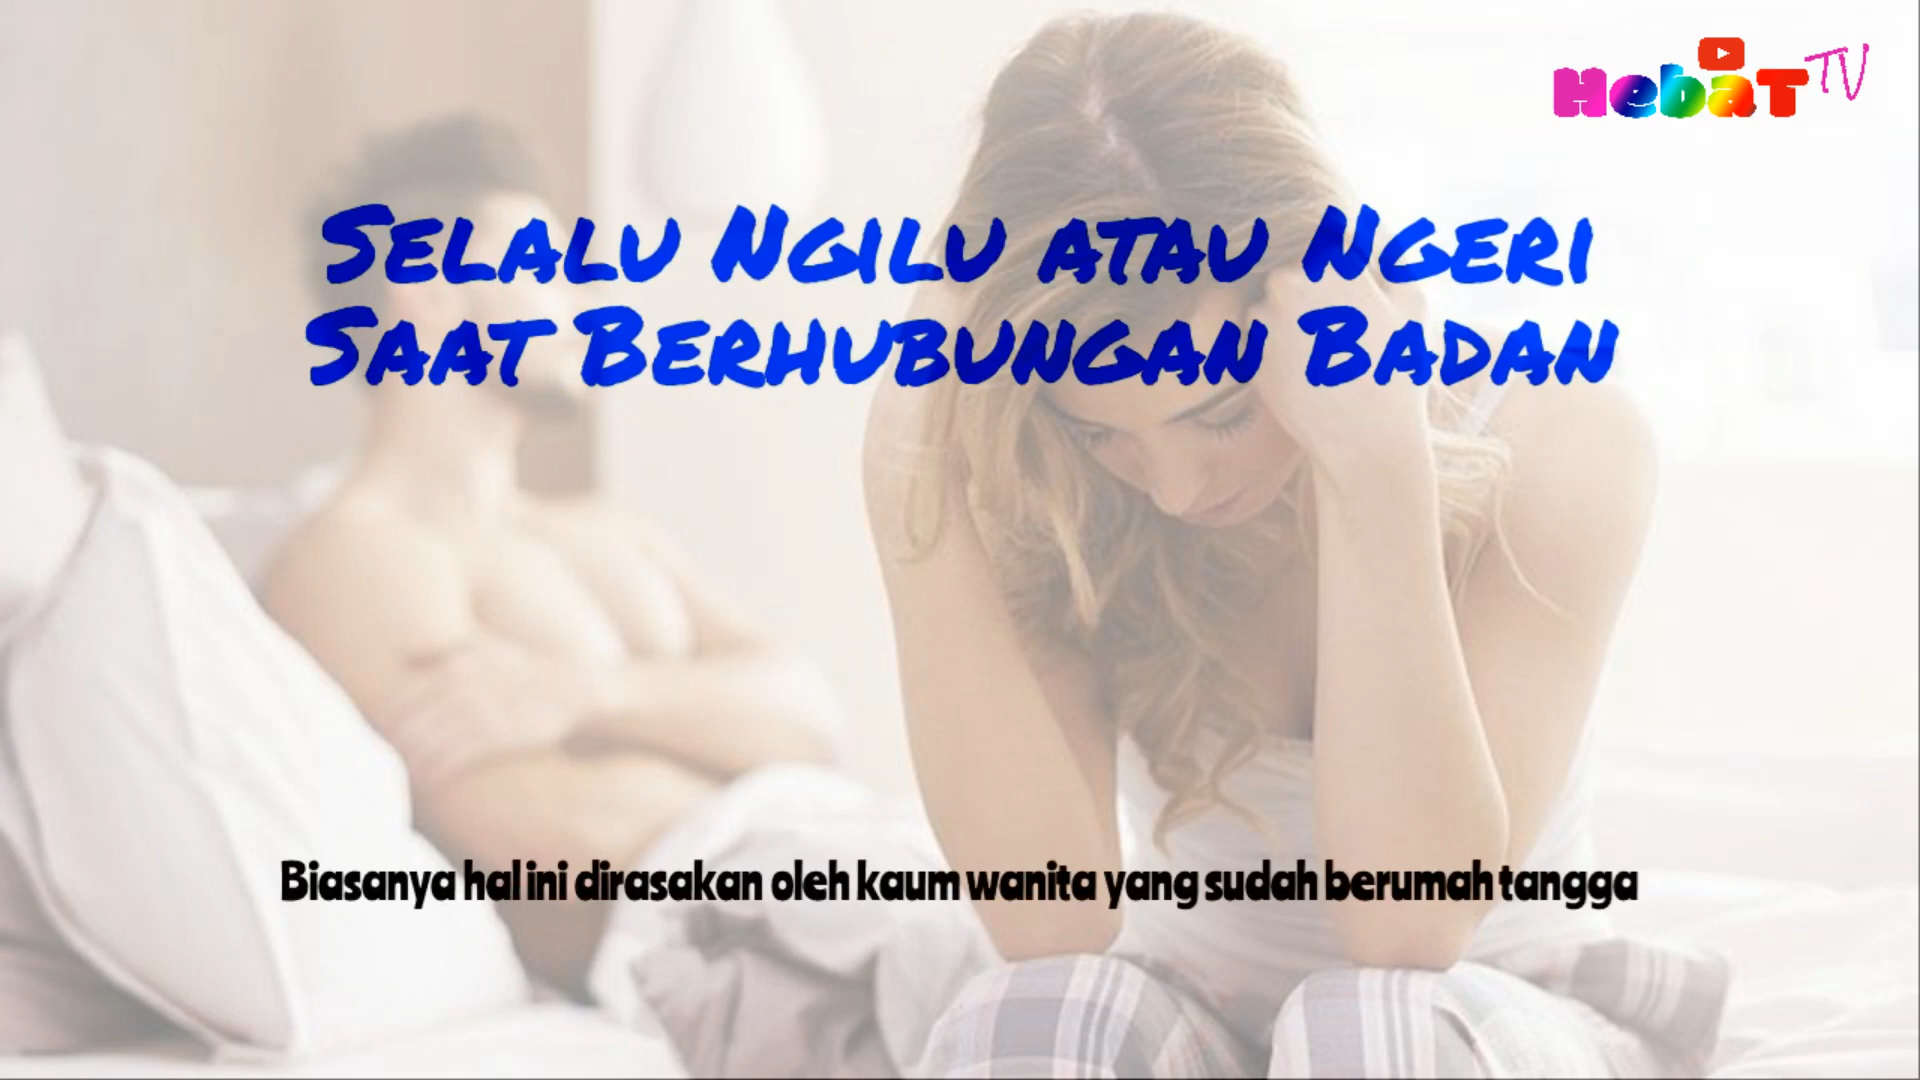 HebaT TV
Selalu Ngilu atau Ngeri
Saat Berhubungan Badan
Biasanya hal ini dirasakan oleh kaum wanita yang sudah berumah tangga